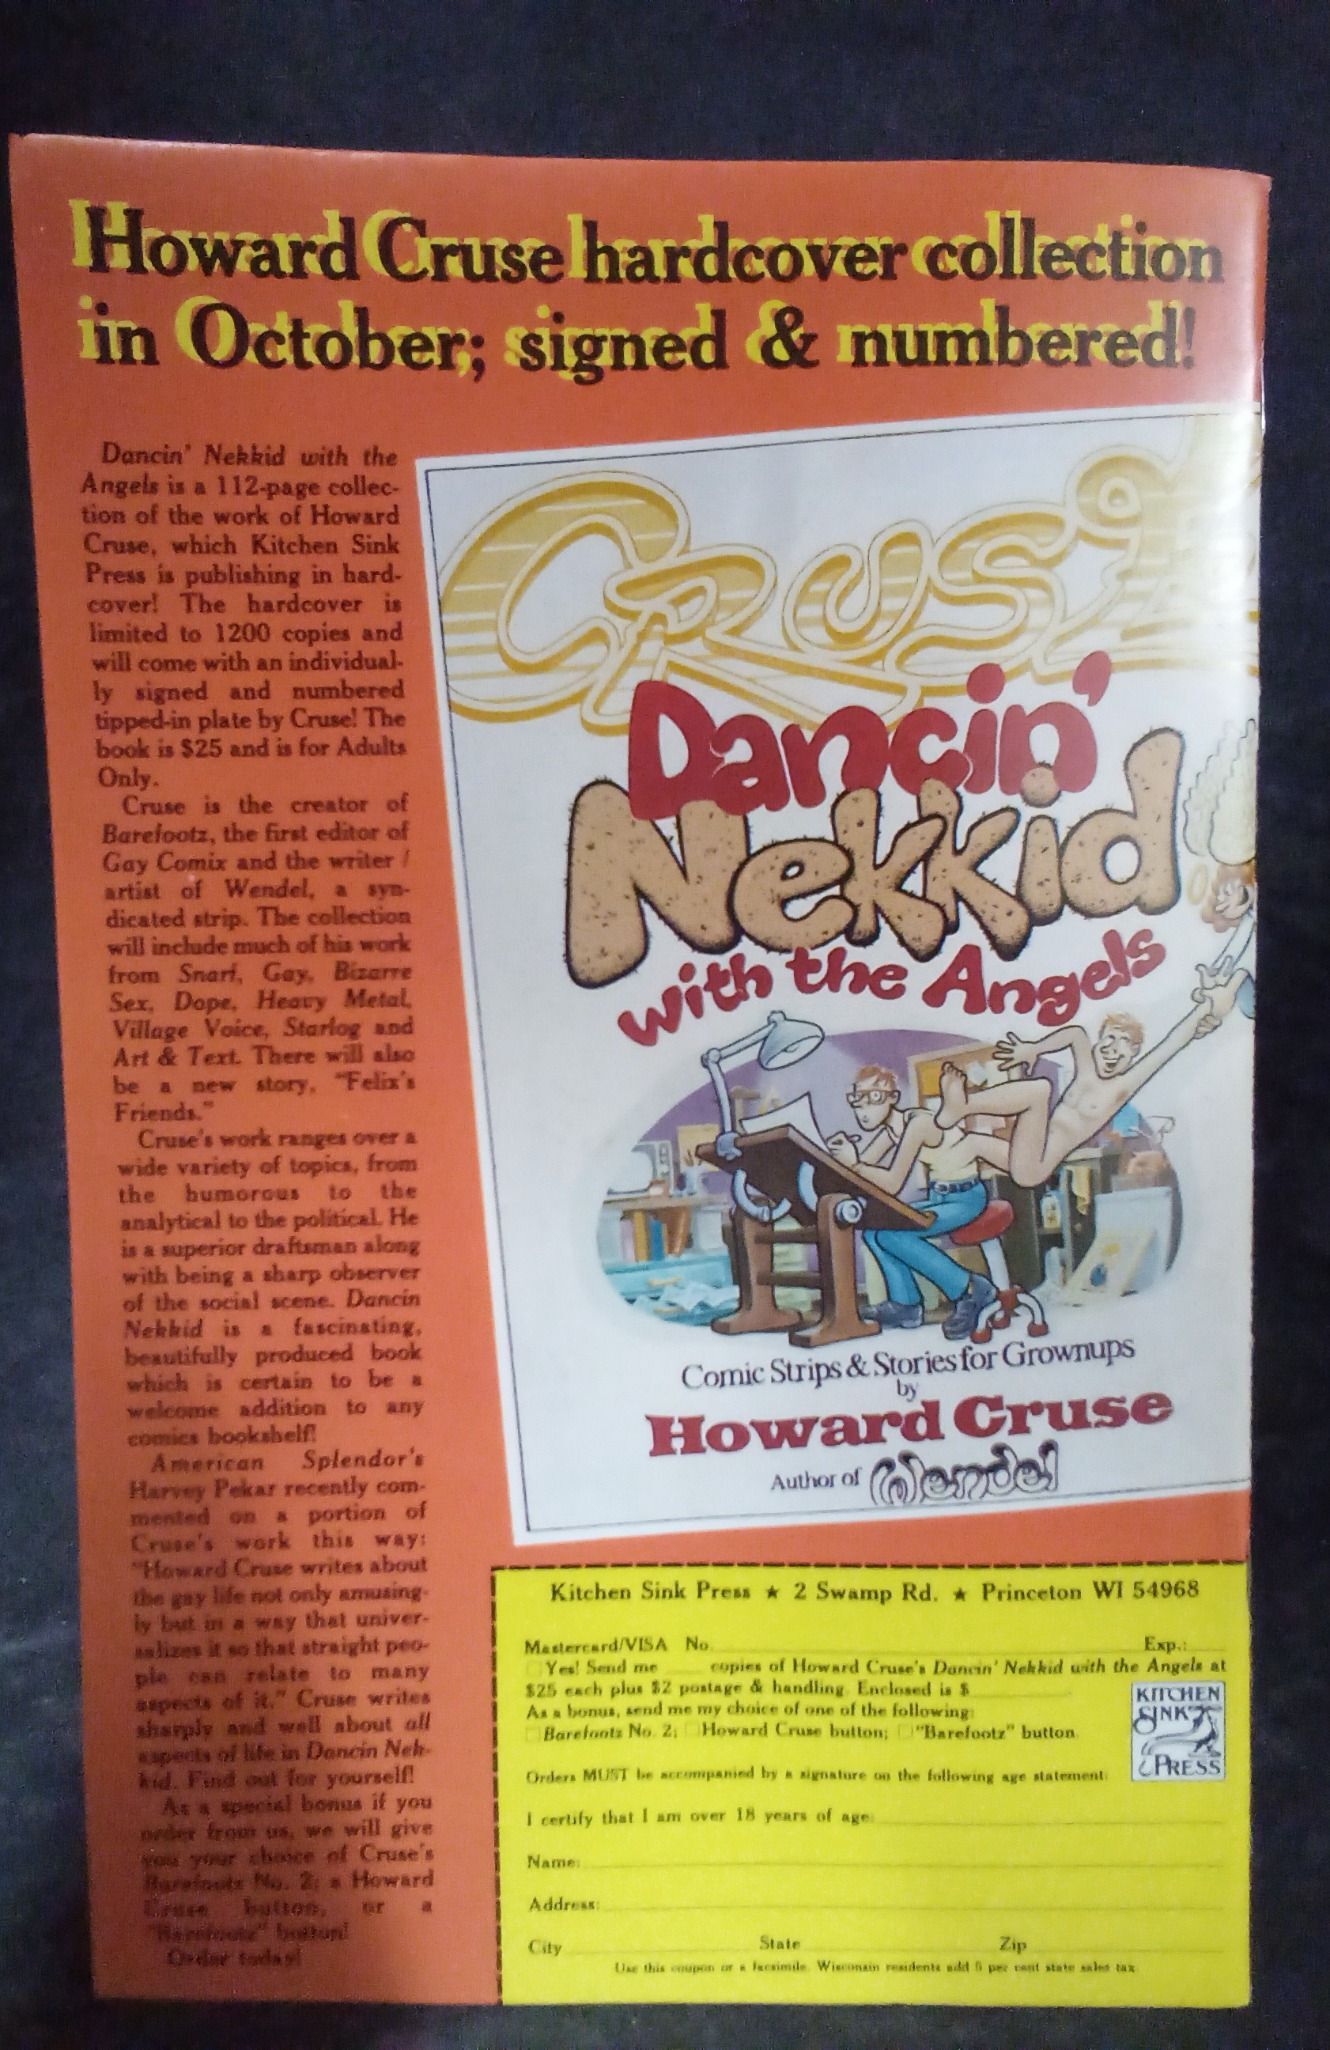 Howard Cruse hardcover collection
in October; signed & numbered!
Dancin' Nekkid with the
Angels is a 112-page collec-
tion of the work of Howard
Cruse, which Kitchen Sink
Press is publishing in hard-
cover! The hardcover is
limited to 1200 copies and
will come with an individual-
ly signed and numbered
tipped-in plate by Cruse! The
book is $25 and is for Adults
Only.
Cruse is the creator of
Barefootz, the first editor of
Gay Comix and the writer /
artist of Wendel, a syn-
dicated strip. The collection
will include much of his work
from Snarf, Gay, Bizarre
Sex, Dope, Heavy Metal,
Village Voice, Starlog and
Art & Text. There will also
be a new story, "Felix's
Friends."
Cruse's work ranges over a
wide variety of topics, from
the humorous to the
analytical to the political. He
is a superior draftsman along
with being a sharp observer
of the social scene. Dancin
Nekkid is a fascinating,
beautifully produced book
which is certain to be a
welcome addition to any
comics bookshelf!
American Splendor's
Harvey Pekar recently com-
mented on a portion of
Cruse's work this way:
"Howard Cruse writes about
the gay life not only amusing-
ly but in a way that univer-
salizes it so that straight peo-
ple can relate to many
aspects of it." Cruse writes
sharply and well about all
aspects of life in Dancin Nek-
kid. Find out for yourself!
As a special bonus if you
order from us, we will give
you your choice of Cruse's
Barefootz No. 2; a Howard
Cruse button, or a
"Barefootz" button!
Order today!
CRUSE
Dancin'
Nekkid
with the Angels
Comic Strips & Stories for Grownups
by
Howard Cruse
Author of Wendel
Kitchen Sink Press ★ 2 Swamp Rd. ★ Princeton WI 54968
Mastercard/VISA No. Exp.:
Yes! Send me copies of Howard Cruse's Dancin' Nekkid with the Angels at
$25 each plus $2 postage & handling. Enclosed is $
As a bonus, send me my choice of one of the following:
Barefootz No. 2; Howard Cruse button; "Barefootz" button.
KITCHEN
SINK
PRESS
Orders MUST be accompanied by a signature on the following age statement:
I certify that I am over 18 years of age:
Name:
Address:
City State Zip
Use this coupon or a facsimile. Wisconsin residents add 5 per cent state sales tax.